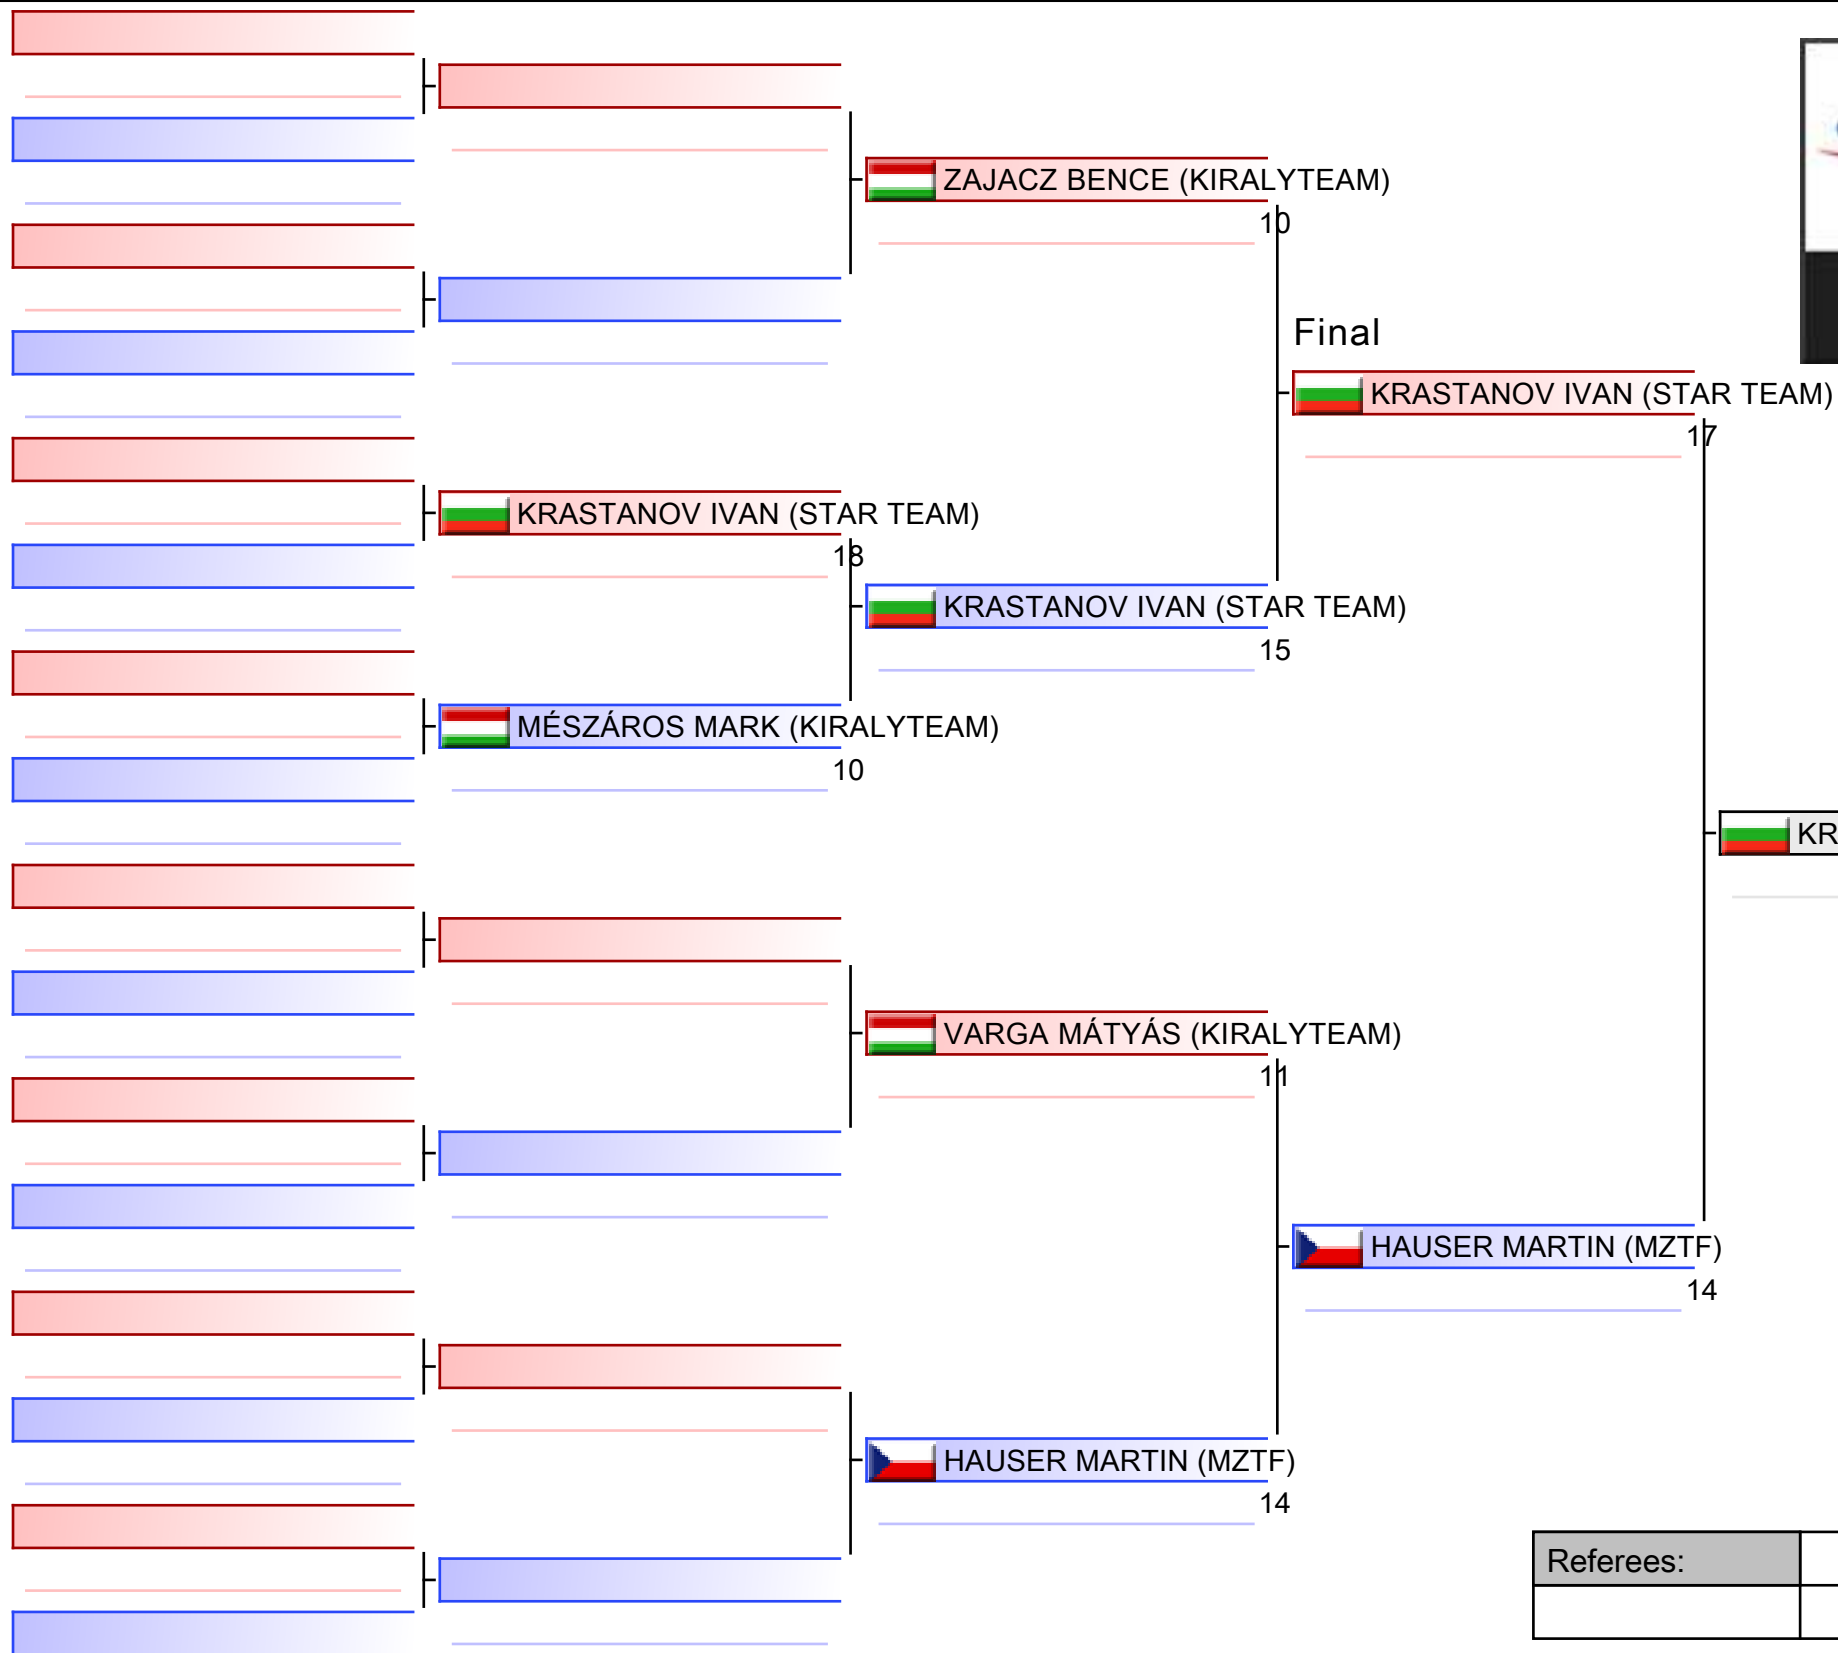 ZAJACZ BENCE (KIRALYTEAM)
10
Final
KRASTANOV IVAN (STAR TEAM)
17
KRASTANOV IVAN (STAR TEAM)
18
KRASTANOV IVAN (STAR TEAM)
15
MÉSZÁROS MARK (KIRALYTEAM)
10
KR
VARGA MÁTYÁS (KIRALYTEAM)
11
HAUSER MARTIN (MZTF)
14
HAUSER MARTIN (MZTF)
14
Referees: